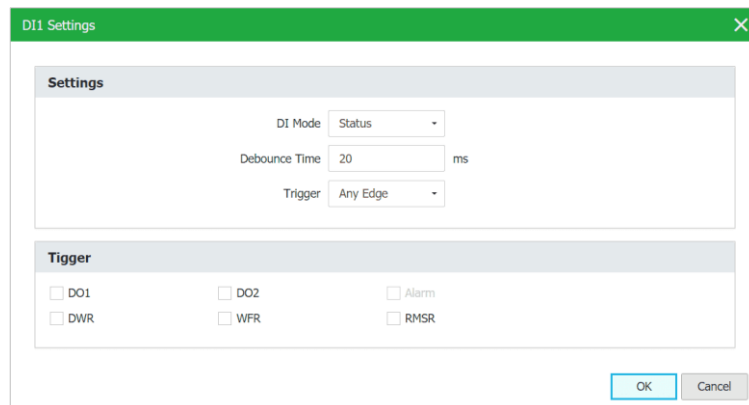 DI1 Settings
Settings
DI Mode Status
Debounce Time 20 ms
Trigger Any Edge
Tigger
DO1 DO2 Alarm
DWR WFR RMSR
OK Cancel